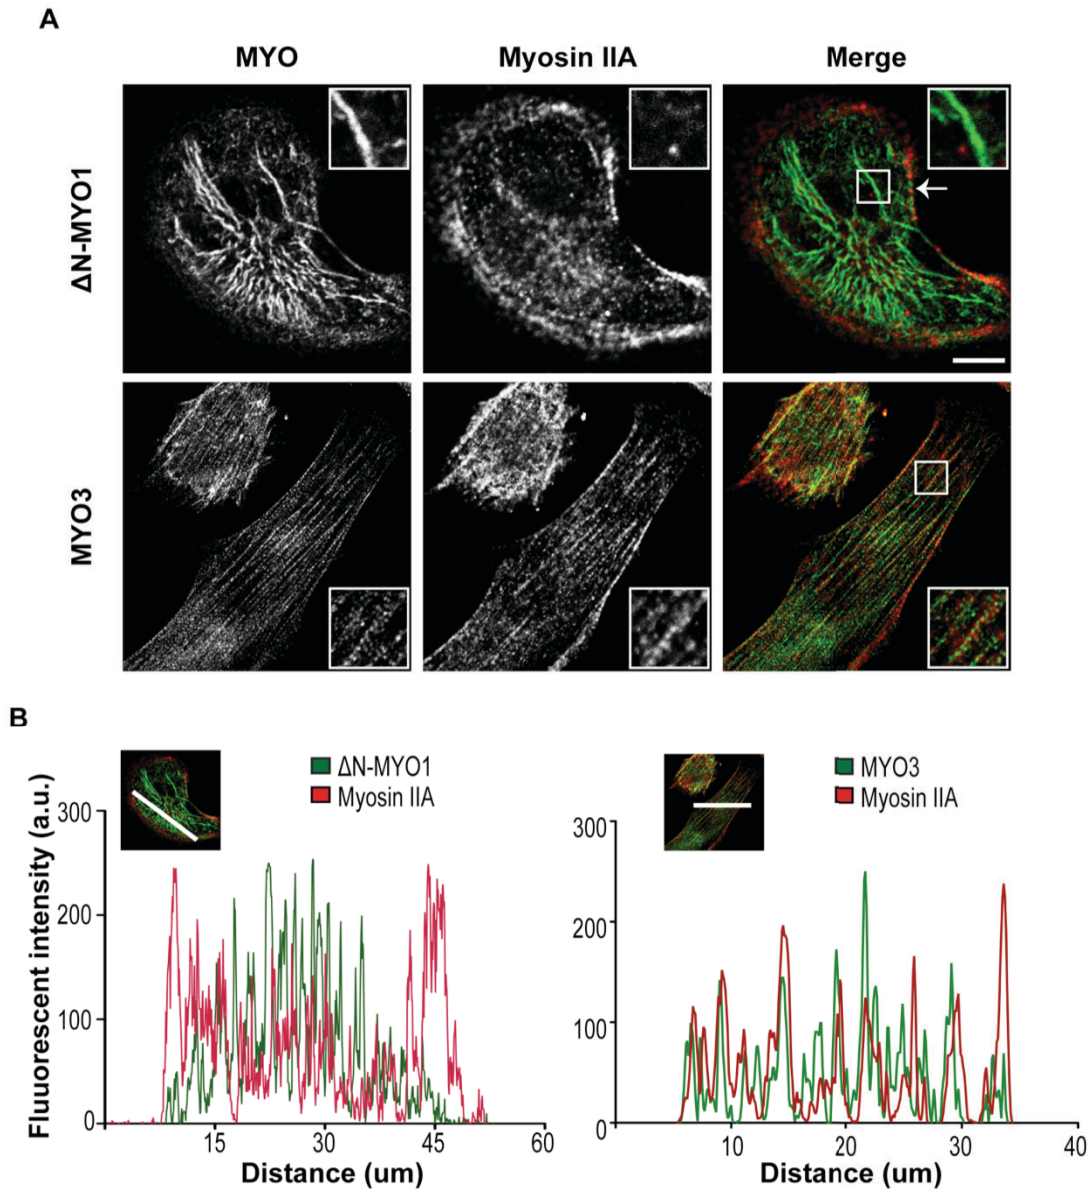 A
MYO Myosin IIA Merge
ΔN-MYO1
MYO3
B
ΔN-MYO1
Myosin IIA
Fluuorescent intensity (a.u.)
300
200
100
0
15 30 45 60
Distance (um)
MYO3
Myosin IIA
300
200
100
0
10 20 30 40
Distance (um)